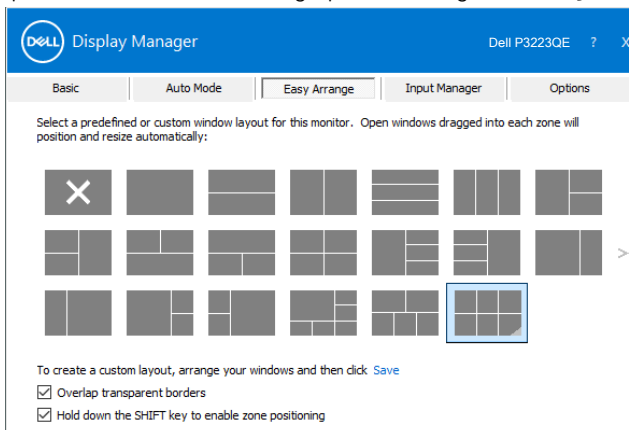 DELL Display Manager Dell P3223QE ? X
Basic Auto Mode Easy Arrange Input Manager Options
Select a predefined or custom window layout for this monitor. Open windows dragged into each zone will
position and resize automatically:
>
To create a custom layout, arrange your windows and then click Save
Overlap transparent borders
Hold down the SHIFT key to enable zone positioning